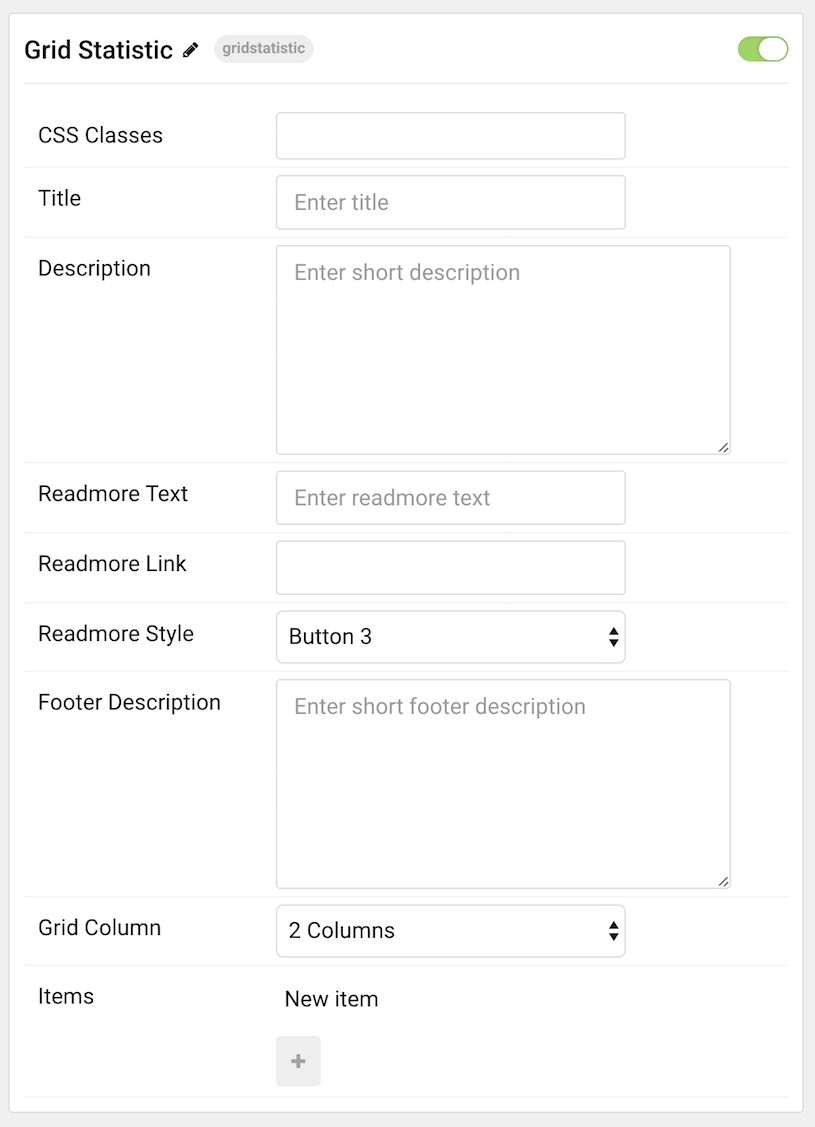 Grid Statistic gridstatistic
CSS Classes
Title Enter title
Description Enter short description
Readmore Text Enter readmore text
Readmore Link
Readmore Style Button 3
Footer Description Enter short footer description
Grid Column 2 Columns
Items New item
+